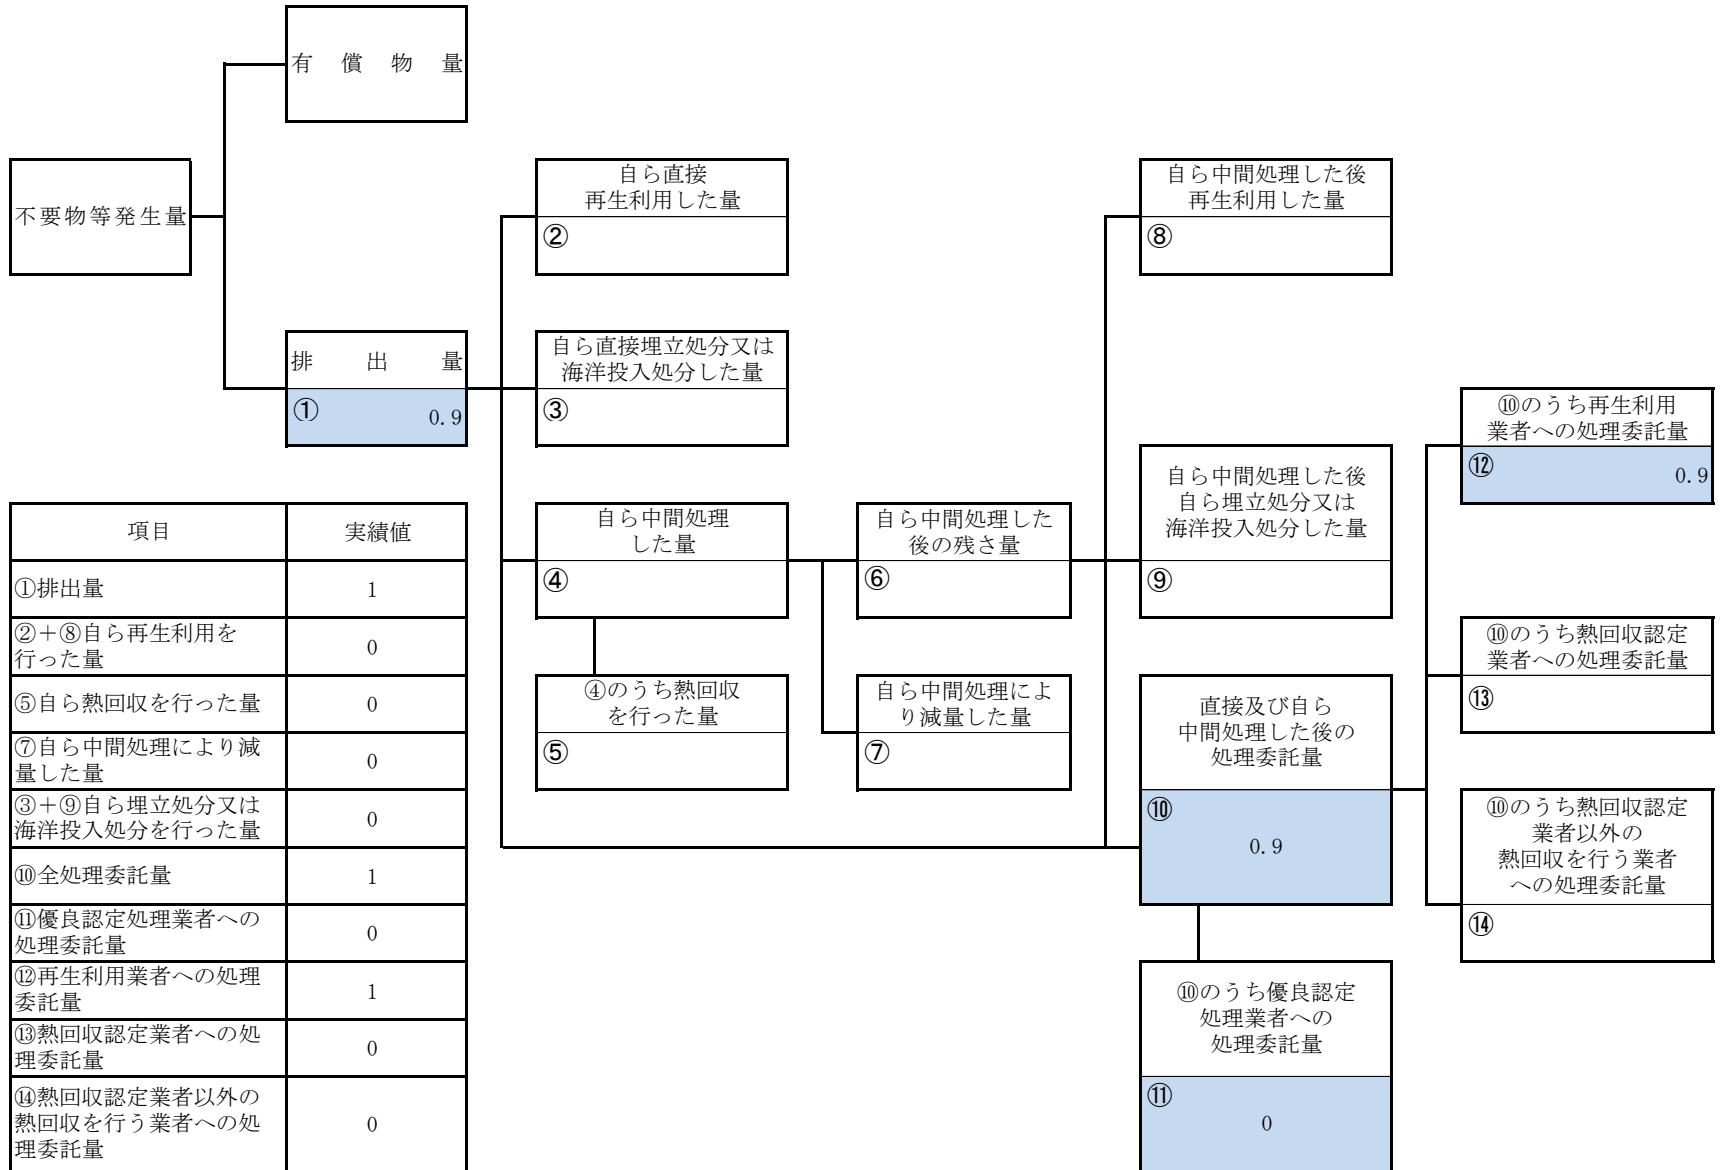 有償物量
不要物等発生量
排出量
① 0.9
自ら直接
再生利用した量
②
自ら直接埋立処分又は
海洋投入処分した量
③
自ら中間処理
した量
④
④のうち熱回収
を行った量
⑤
自ら中間処理した
後の残さ量
⑥
自ら中間処理によ
り減量した量
⑦
自ら中間処理した後
再生利用した量
⑧
自ら中間処理した後
自ら埋立処分又は
海洋投入処分した量
⑨
直接及び自ら
中間処理した後の
処理委託量
⑩
0.9
⑩のうち優良認定
処理業者への
処理委託量
⑪
0
⑩のうち再生利用
業者への処理委託量
⑫ 0.9
⑩のうち熱回収認定
業者への処理委託量
⑬
⑩のうち熱回収認定
業者以外の
熱回収を行う業者
への処理委託量
⑭
項目 実績値
①排出量 1
②＋⑧自ら再生利用を
行った量 0
⑤自ら熱回収を行った量 0
⑦自ら中間処理により減
量した量 0
③＋⑨自ら埋立処分又は
海洋投入処分を行った量 0
⑩全処理委託量 1
⑪優良認定処理業者への
処理委託量 0
⑫再生利用業者への処理
委託量 1
⑬熱回収認定業者への処
理委託量 0
⑭熱回収認定業者以外の
熱回収を行う業者への処
理委託量 0